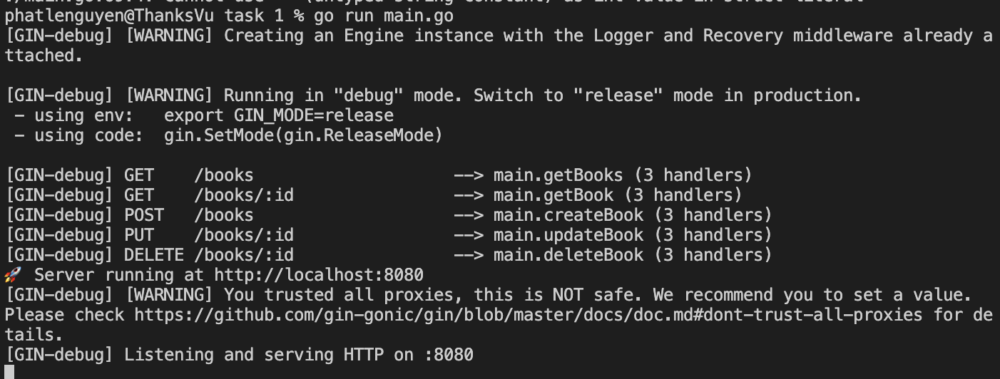 phatlenguyen@ThanksVu task 1 % go run main.go
[GIN-debug] [WARNING] Creating an Engine instance with the Logger and Recovery middleware already a
ttached.
[GIN-debug] [WARNING] Running in "debug" mode. Switch to "release" mode in production.
 - using env:   export GIN_MODE=release
 - using code:  gin.SetMode(gin.ReleaseMode)
[GIN-debug] GET    /books                    --> main.getBooks (3 handlers)
[GIN-debug] GET    /books/:id                --> main.getBook (3 handlers)
[GIN-debug] POST   /books                    --> main.createBook (3 handlers)
[GIN-debug] PUT    /books/:id                --> main.updateBook (3 handlers)
[GIN-debug] DELETE /books/:id                --> main.deleteBook (3 handlers)
🚀 Server running at http://localhost:8080
[GIN-debug] [WARNING] You trusted all proxies, this is NOT safe. We recommend you to set a value.
Please check https://github.com/gin-gonic/gin/blob/master/docs/doc.md#dont-trust-all-proxies for de
tails.
[GIN-debug] Listening and serving HTTP on :8080